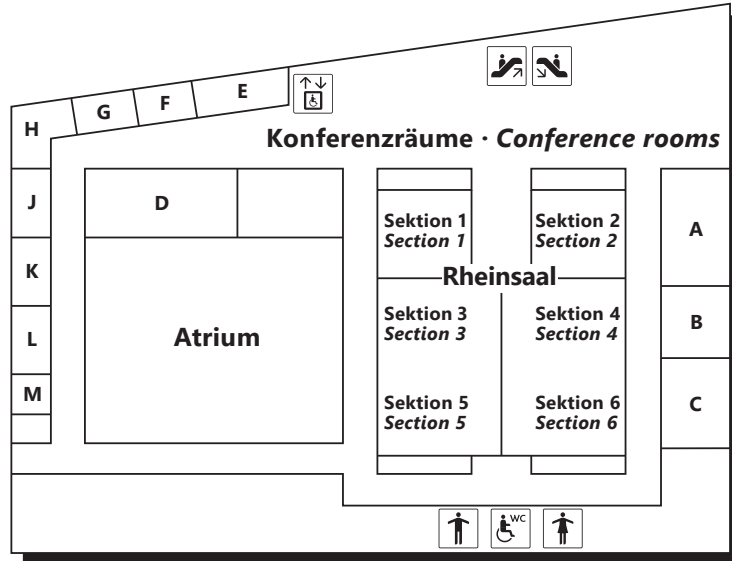 E
F
G
H
Konferenzräume · Conference rooms
J
D
Sektion 1
Section 1
Sektion 2
Section 2
A
K
Rheinsaal
L
Atrium
Sektion 3
Section 3
Sektion 4
Section 4
B
M
Sektion 5
Section 5
Sektion 6
Section 6
C
WC